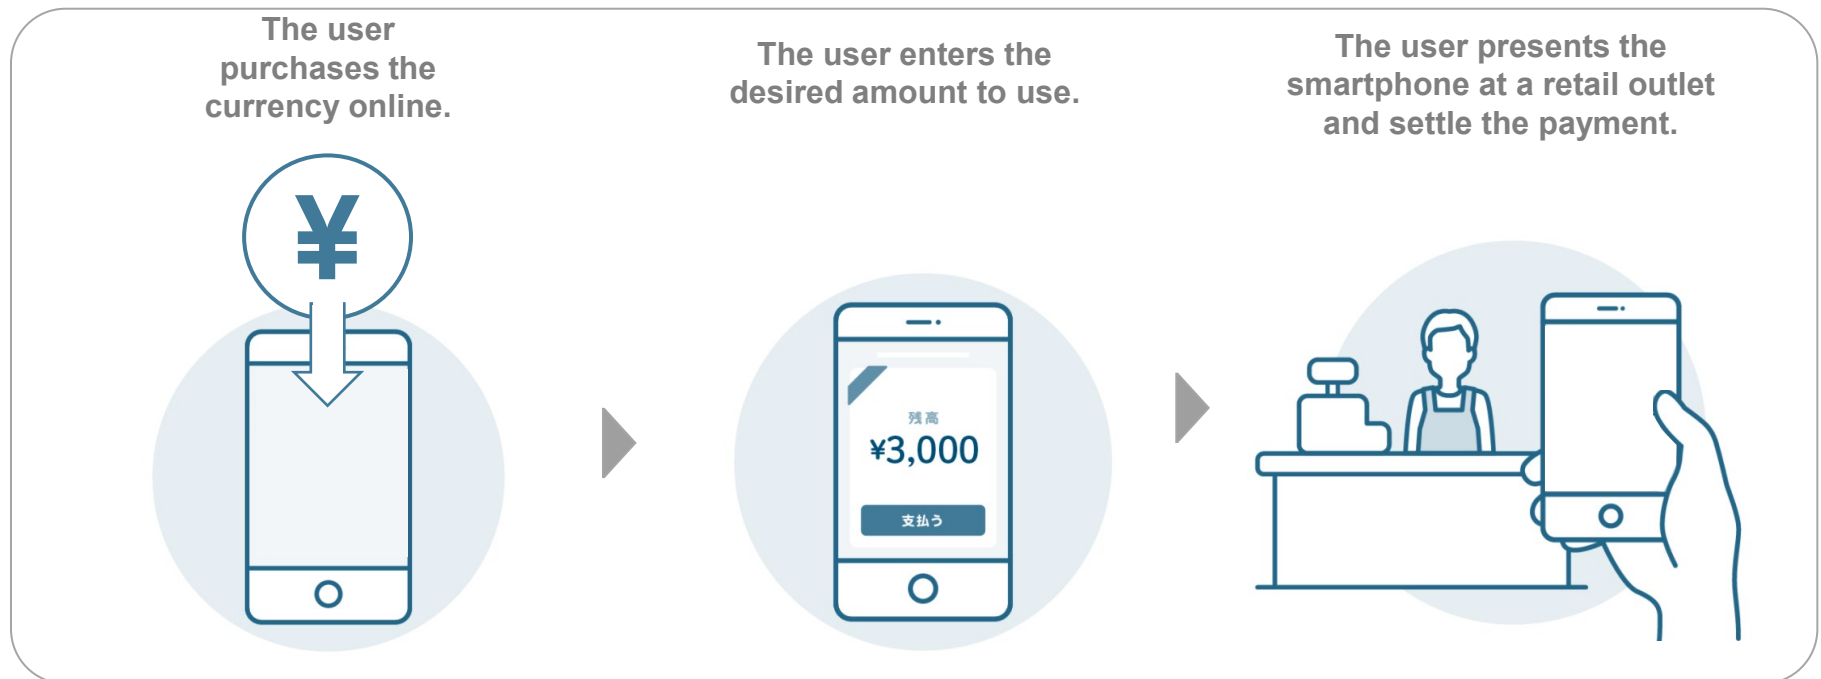 The user
purchases the
currency online.
¥
The user enters the
desired amount to use.
残高
¥3,000
支払う
The user presents the
smartphone at a retail outlet
and settle the payment.